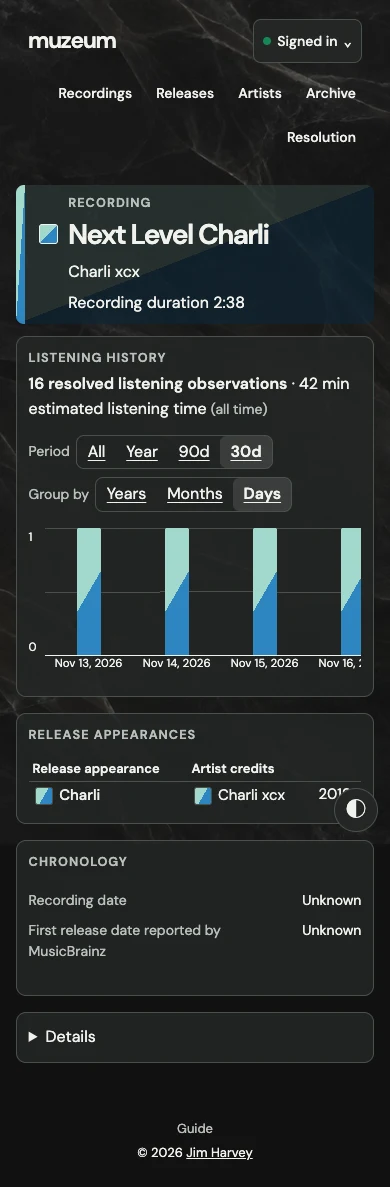 muzeum
Signed in
Recordings Releases Artists Archive
Resolution
RECORDING
Next Level Charli
Charli xcx
Recording duration 2:38
LISTENING HISTORY
16 resolved listening observations · 42 min
estimated listening time (all time)
Period All Year 90d 30d
Group by Years Months Days
1
0
Nov 13, 2026 Nov 14, 2026 Nov 15, 2026 Nov 16,
RELEASE APPEARANCES
Release appearance Artist credits
Charli Charli xcx
CHRONOLOGY
Recording date Unknown
First release date reported by Unknown
MusicBrainz
Details
Guide
© 2026 Jim Harvey